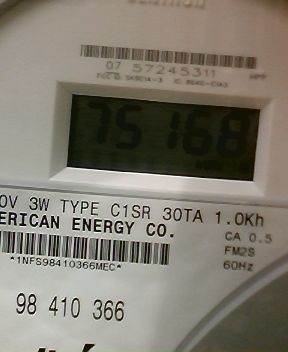 07 57245311
75168
0V 3W TYPE C1SR 30TA 1.0Kh
ERICAN ENERGY CO.
CA 0.5
FM2S
60Hz
*1NFS98410366MEC*
98 410 366